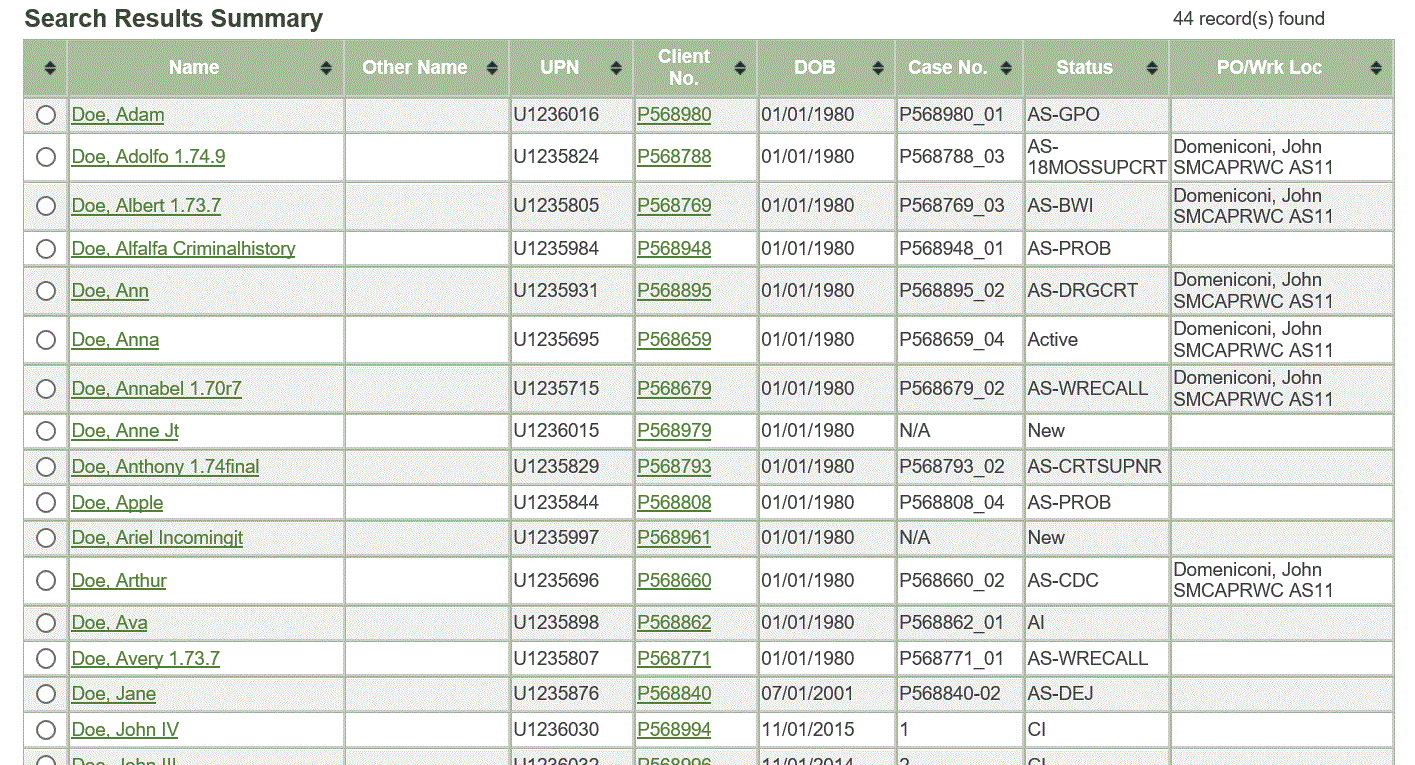 Search Results Summary 44 record(s) found
Name Other Name UPN Client No. DOB Case No. Status PO/Wrk Loc
Doe, Adam U1236016 P568980 01/01/1980 P568980_01 AS-GPO
Doe, Adolfo 1.74.9 U1235824 P568788 01/01/1980 P568788_03 AS-18MOSSUPCRT Domeniconi, John SMCAPRWC AS11
Doe, Albert 1.73.7 U1235805 P568769 01/01/1980 P568769_03 AS-BWI Domeniconi, John SMCAPRWC AS11
Doe, Alfalfa Criminalhistory U1235984 P568948 01/01/1980 P568948_01 AS-PROB
Doe, Ann U1235931 P568895 01/01/1980 P568895_02 AS-DRGCRT Domeniconi, John SMCAPRWC AS11
Doe, Anna U1235695 P568659 01/01/1980 P568659_04 Active Domeniconi, John SMCAPRWC AS11
Doe, Annabel 1.70r7 U1235715 P568679 01/01/1980 P568679_02 AS-WRECALL Domeniconi, John SMCAPRWC AS11
Doe, Anne Jt U1236015 P568979 01/01/1980 N/A New
Doe, Anthony 1.74final U1235829 P568793 01/01/1980 P568793_02 AS-CRTSUPNR
Doe, Apple U1235844 P568808 01/01/1980 P568808_04 AS-PROB
Doe, Ariel Incomingjt U1235997 P568961 01/01/1980 N/A New
Doe, Arthur U1235696 P568660 01/01/1980 P568660_02 AS-CDC Domeniconi, John SMCAPRWC AS11
Doe, Ava U1235898 P568862 01/01/1980 P568862_01 AI
Doe, Avery 1.73.7 U1235807 P568771 01/01/1980 P568771_01 AS-WRECALL
Doe, Jane U1235876 P568840 07/01/2001 P568840-02 AS-DEJ
Doe, John IV U1236030 P568994 11/01/2015 1 CI
Doe, John III U1236032 P568996 11/01/2014 2 CI